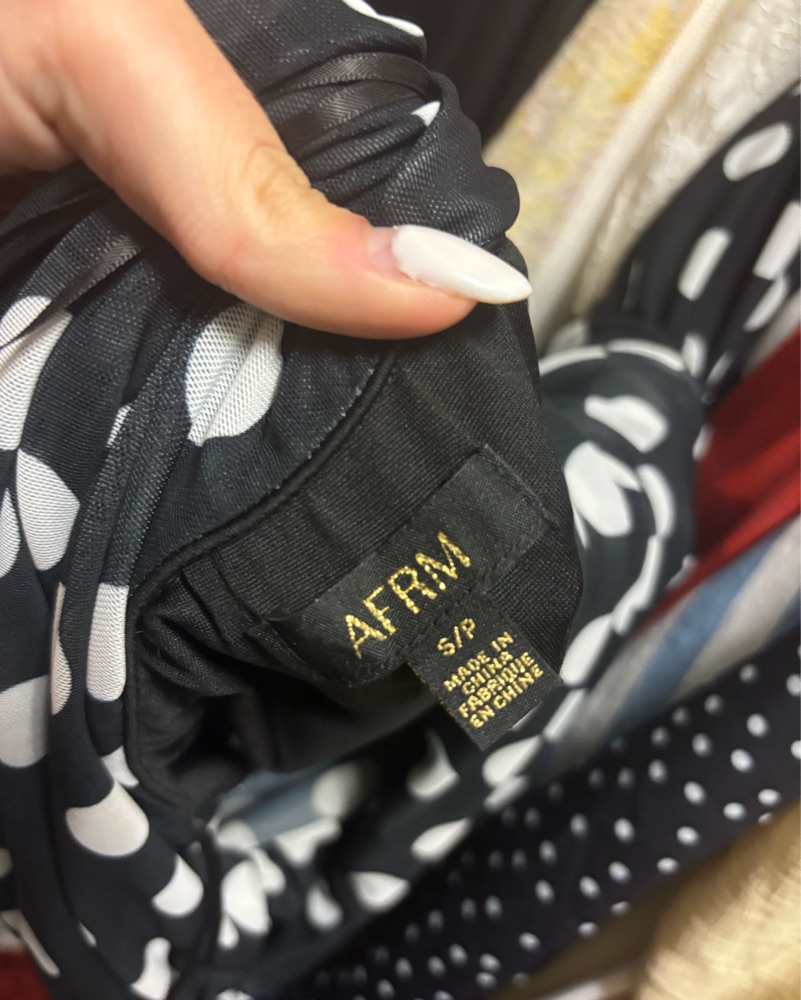 AFRM
S/P
MADE IN
CHINA
FABRIQUE
EN CHINE